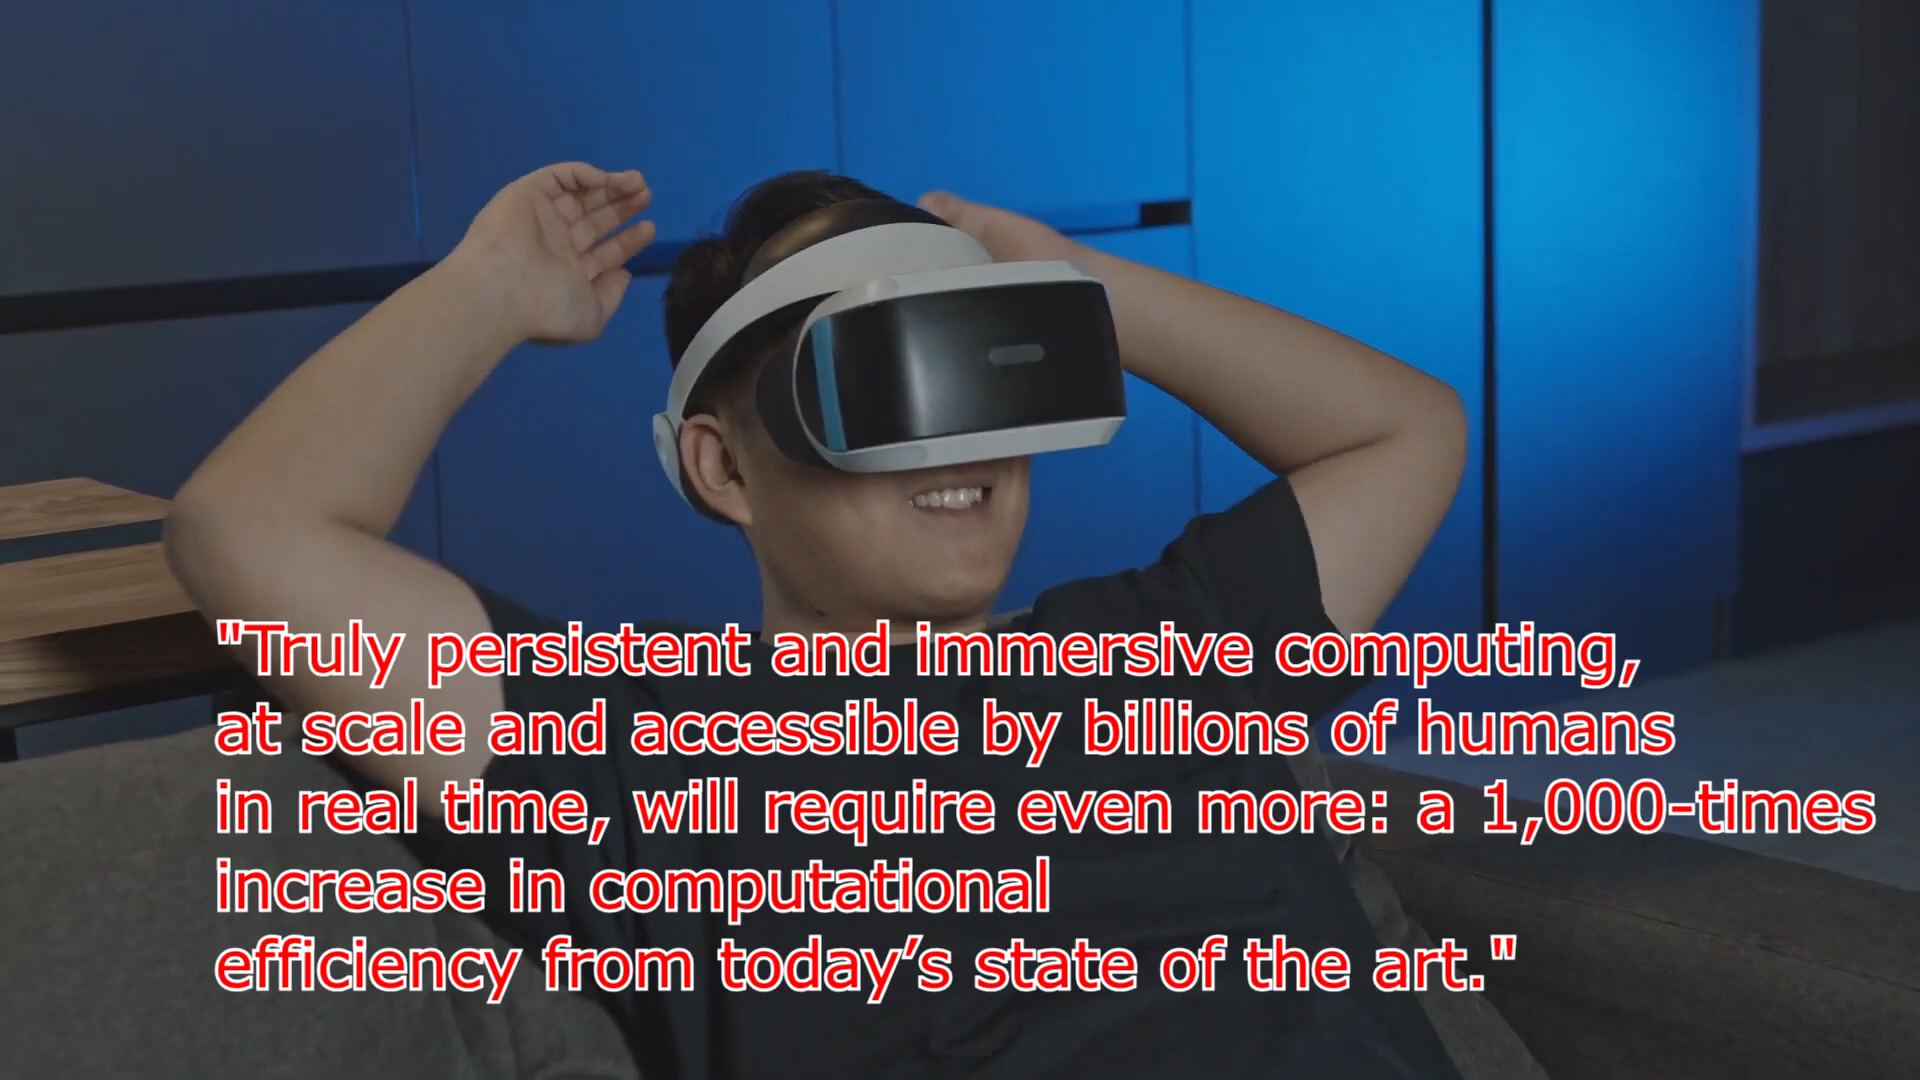 "Truly persistent and immersive computing,
at scale and accessible by billions of humans
in real time, will require even more: a 1,000-times
increase in computational
efficiency from today’s state of the art."